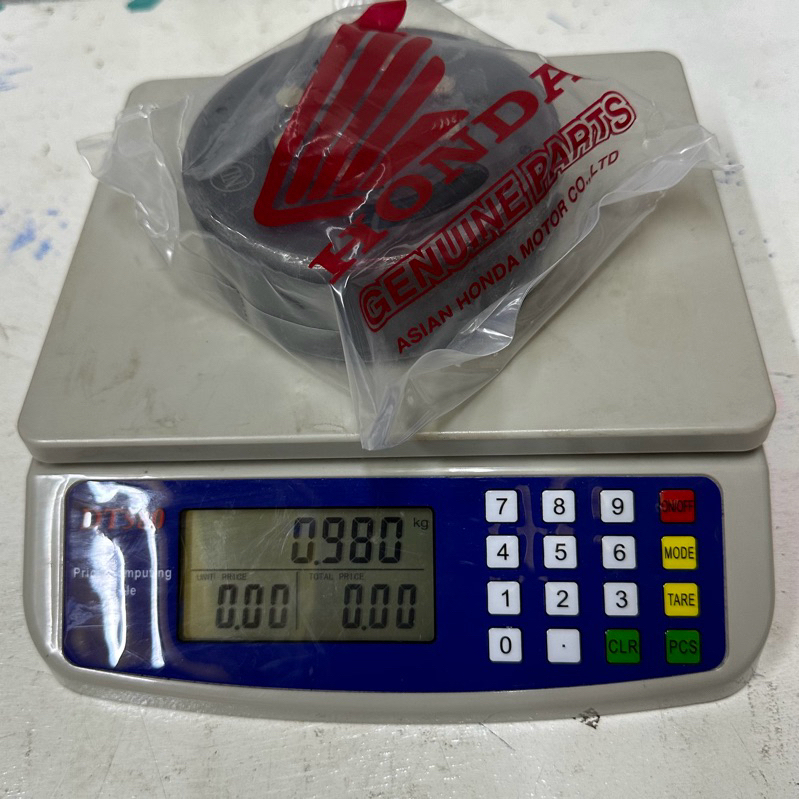 HONDA
GENUINE PARTS
ASIAN HONDA MOTOR CO.,LTD
0.980 kg
UNIT PRICE TOTAL PRICE
0.00 0.00
7 8 9 ON/OFF
4 5 6 MODE
1 2 3 TARE
0 . CLR PCS